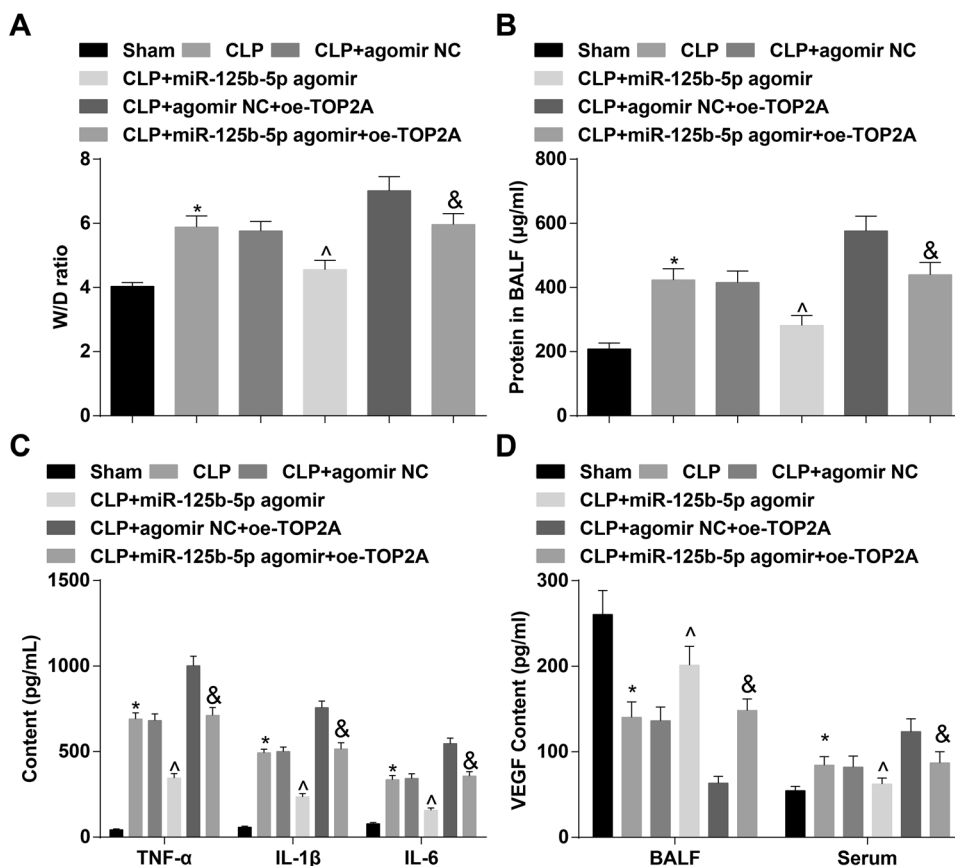 A
Sham CLP CLP+agomir NC
CLP+miR-125b-5p agomir
CLP+agomir NC+oe-TOP2A
CLP+miR-125b-5p agomir+oe-TOP2A
W/D ratio
8
6
4
2
0
*
^
&
B
Sham CLP CLP+agomir NC
CLP+miR-125b-5p agomir
CLP+agomir NC+oe-TOP2A
CLP+miR-125b-5p agomir+oe-TOP2A
Protein in BALF (μg/ml)
800
600
400
200
0
*
^
&
C
Sham CLP CLP+agomir NC
CLP+miR-125b-5p agomir
CLP+agomir NC+oe-TOP2A
CLP+miR-125b-5p agomir+oe-TOP2A
Content (pg/mL)
1500
1000
500
0
* ^ & * ^ & * ^ &
TNF-α IL-1β IL-6
D
Sham CLP CLP+agomir NC
CLP+miR-125b-5p agomir
CLP+agomir NC+oe-TOP2A
CLP+miR-125b-5p agomir+oe-TOP2A
VEGF Content (pg/ml)
300
200
100
0
* ^ & * ^ &
BALF Serum